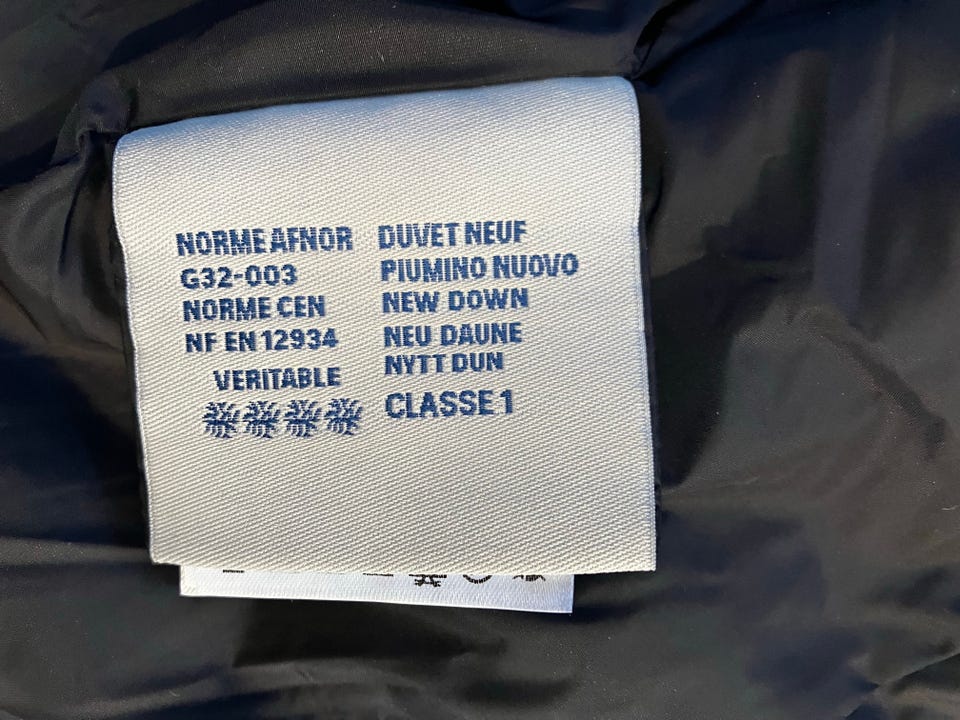 NORME AFNOR
G32-003
NORME CEN
NF EN 12934
VERITABLE
DUVET NEUF
PIUMINO NUOVO
NEW DOWN
NEU DAUNE
NYTT DUN
CLASSE 1